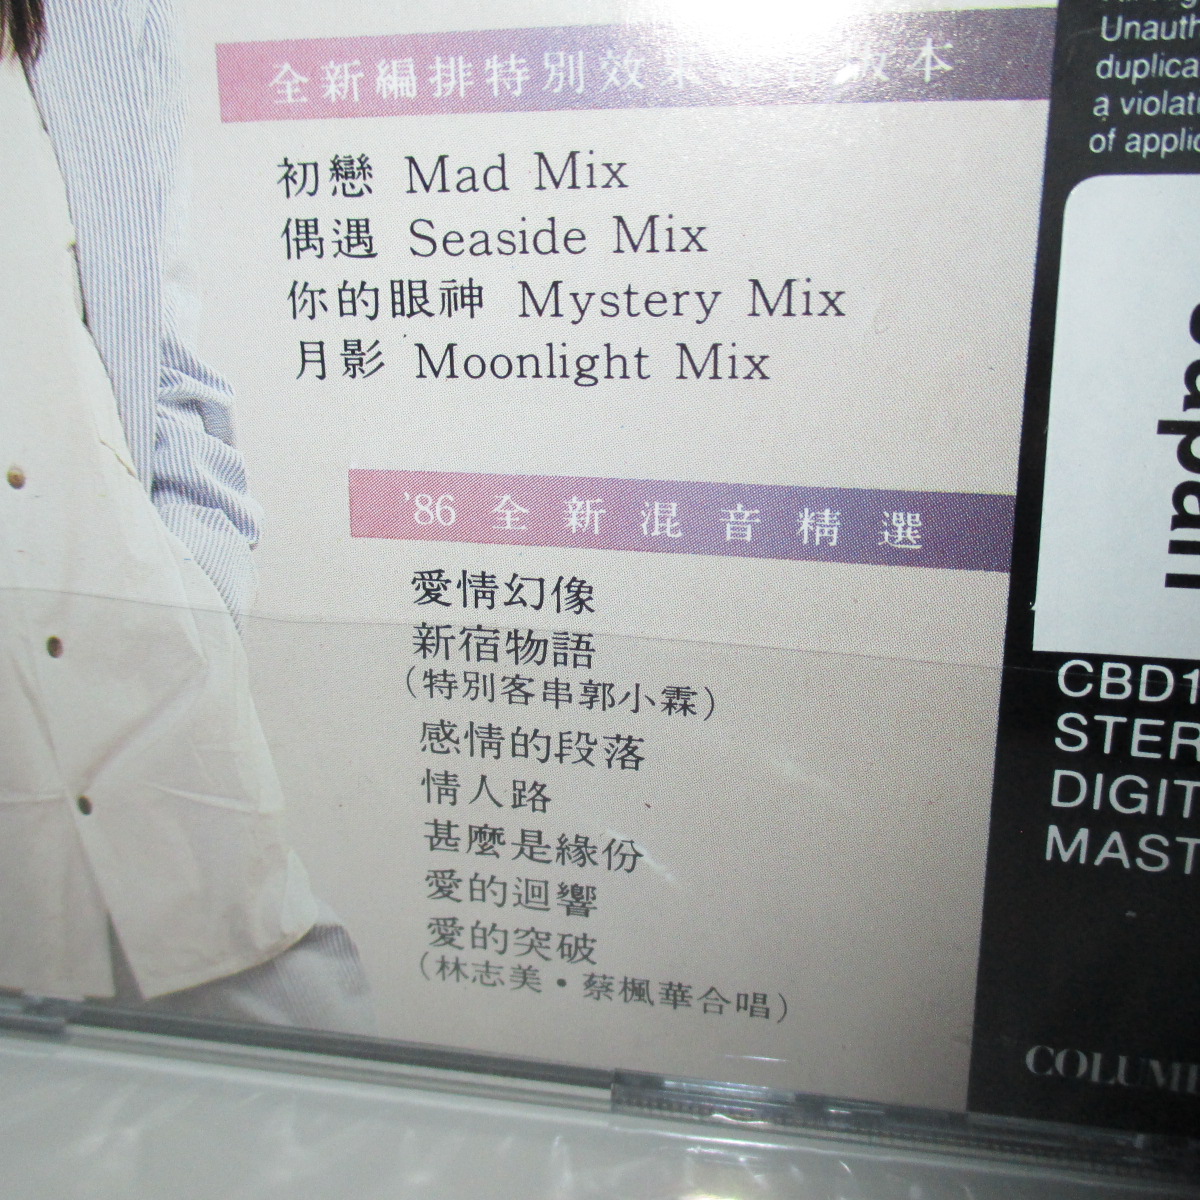 全新編排特別效果 版本
初戀 Mad Mix
偶遇 Seaside Mix
你的眼神 Mystery Mix
月影 Moonlight Mix
'86 全新混音精選
愛情幻像
新宿物語
(特別客串郭小霖)
感情的段落
情人路
甚麼是緣份
愛的迴響
愛的突破
(林志美・蔡楓華合唱)
Unauth
duplica
a violati
of applic
Japan
CBD1
STER
DIGIT
MAST
COLUM